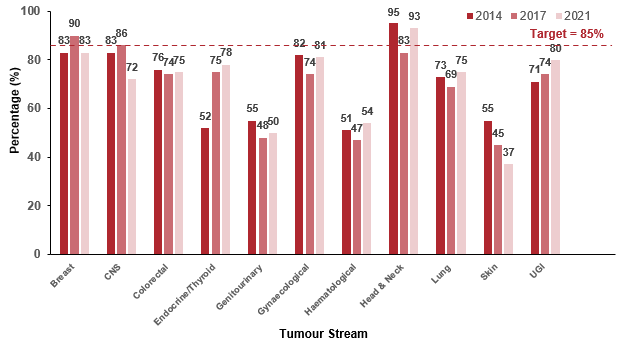 2014 2017 2021
Target = 85%
Percentage (%)
100
80
60
40
20
0
83 90 83
83 86 72
76 74 75
52 75 78
55 48 50
82 74 81
51 47 54
95 83 93
73 69 75
55 45 37
71 74 80
Breast
CNS
Colorectal
Endocrine/Thyroid
Genitourinary
Gynaecological
Haematological
Head & Neck
Lung
Skin
UGI
Tumour Stream